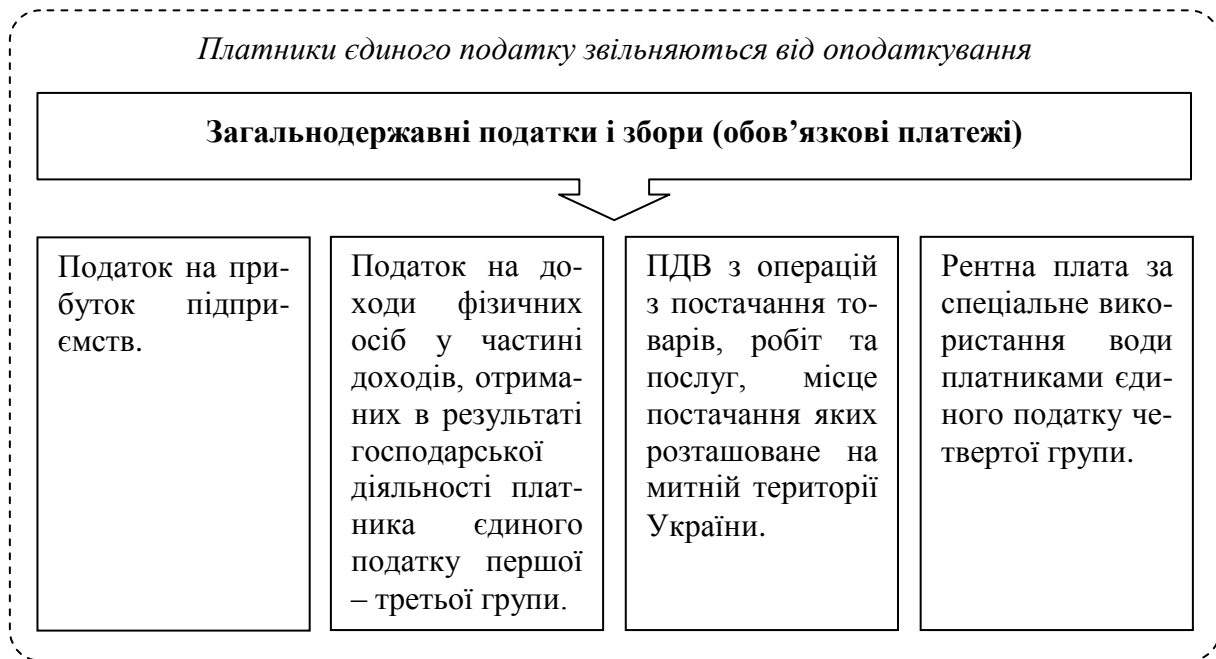 Платники єдиного податку звільняються від оподаткування
Загальнодержавні податки і збори (обов’язкові платежі)
Податок на при-
буток підпри-
ємств.
Податок на до-
ходи фізичних
осіб у частині
доходів, отрима-
них в результаті
господарської
діяльності плат-
ника єдиного
податку першої
– третьої групи.
ПДВ з операцій
з постачання то-
варів, робіт та
послуг, місце
постачання яких
розташоване на
митній території
України.
Рентна плата за
спеціальне вико-
ристання води
платниками єди-
ного податку че-
твертої групи.